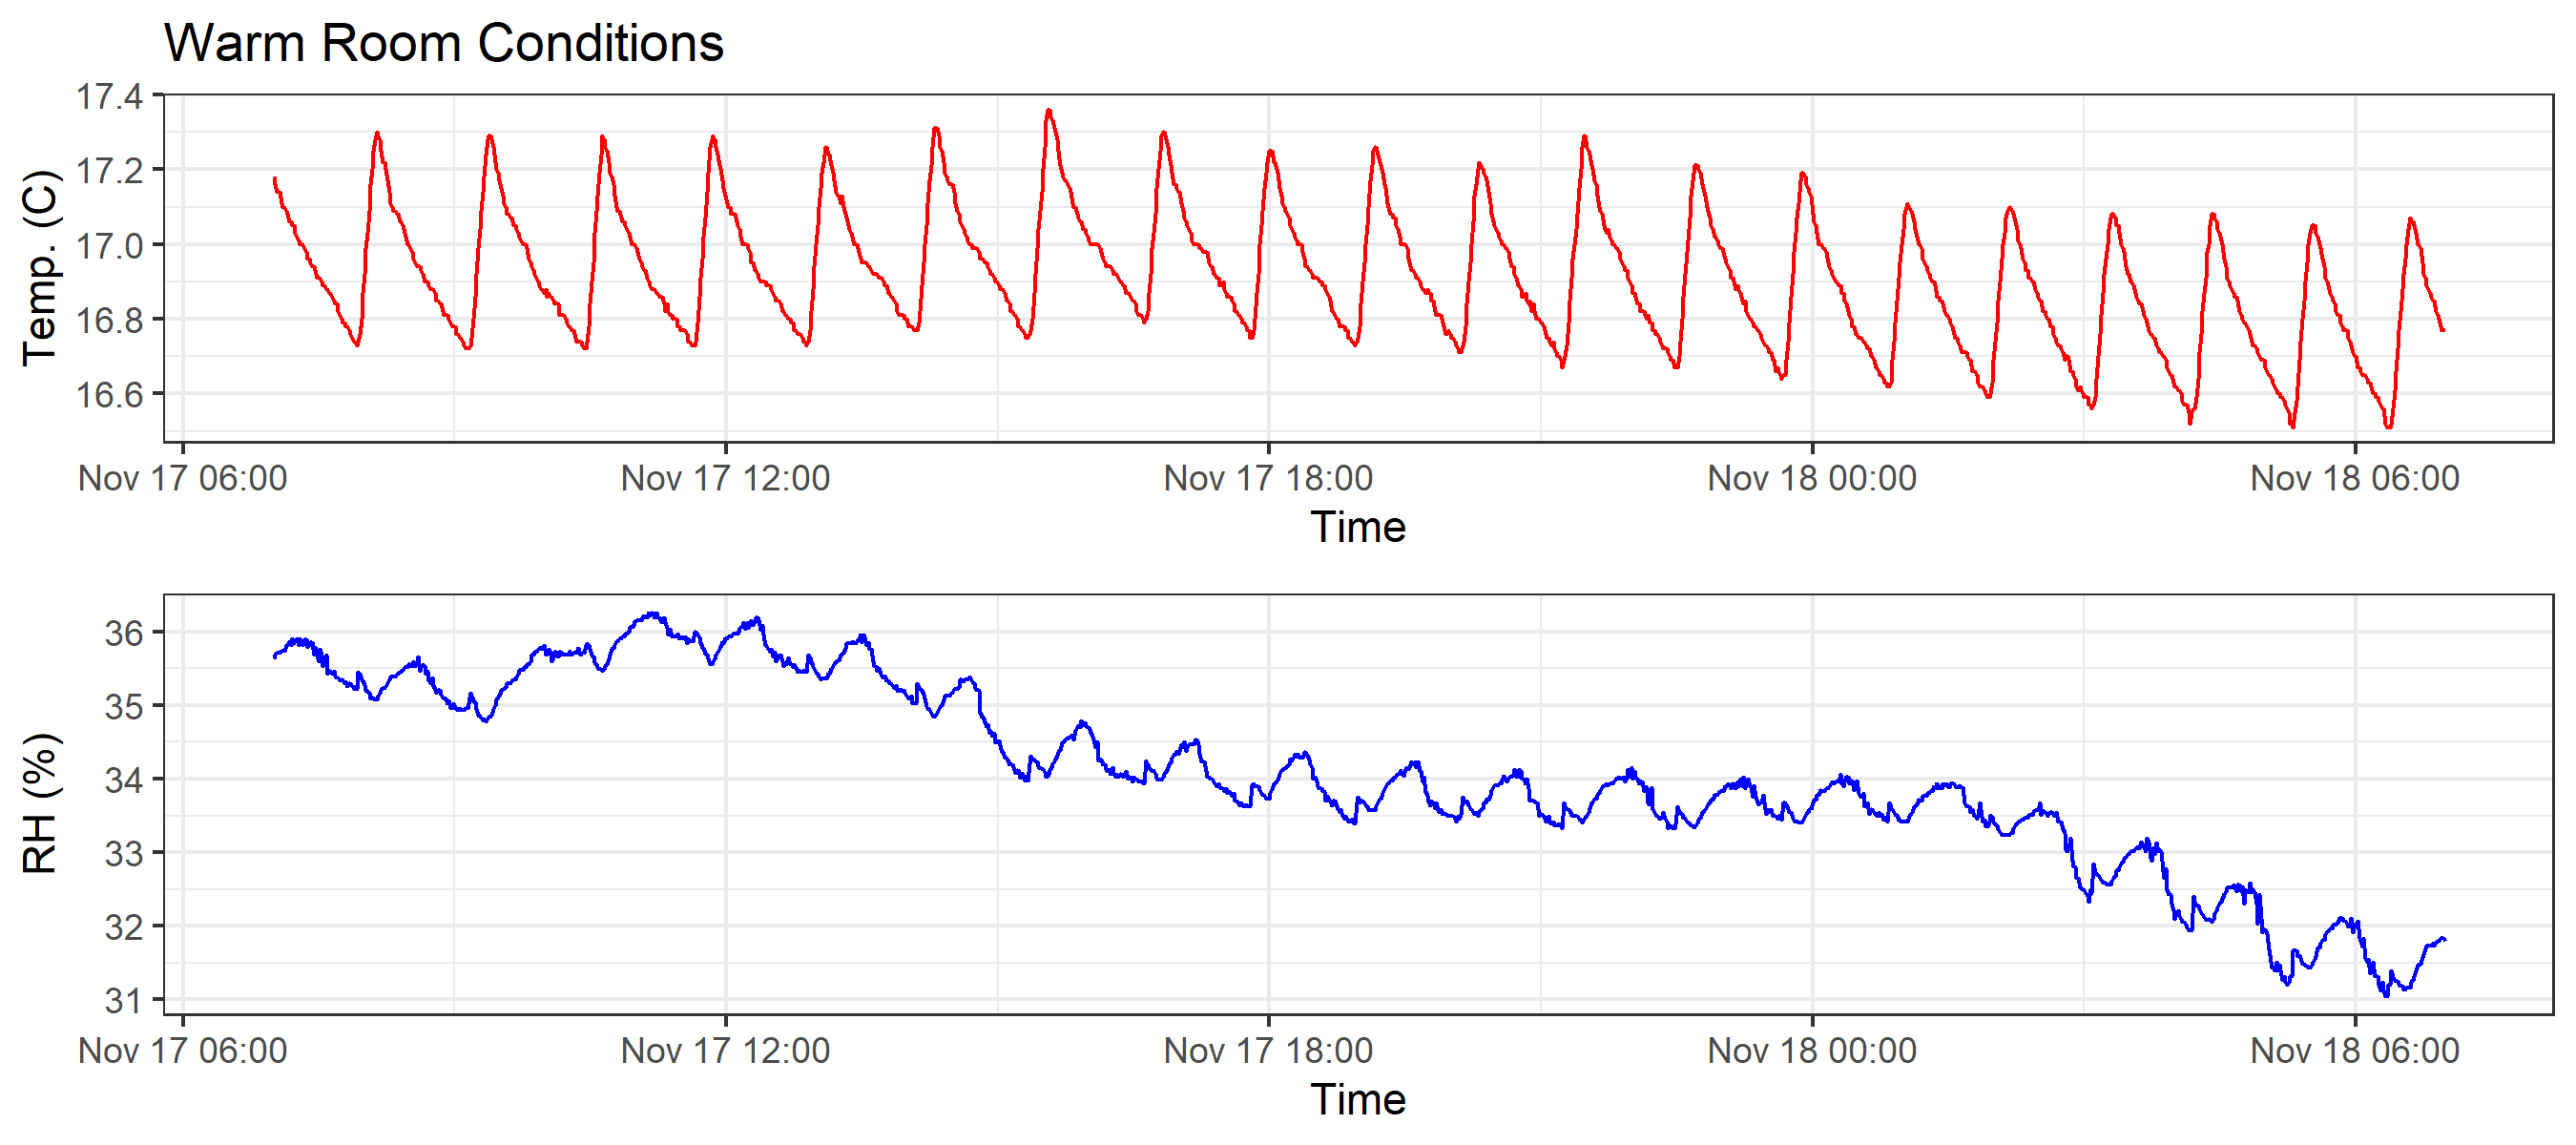 Warm Room Conditions
17.4
17.2
17.0
16.8
16.6
Temp. (C)
Nov 17 06:00 Nov 17 12:00 Nov 17 18:00 Nov 18 00:00 Nov 18 06:00
Time
36
35
34
33
32
31
RH (%)
Nov 17 06:00 Nov 17 12:00 Nov 17 18:00 Nov 18 00:00 Nov 18 06:00
Time